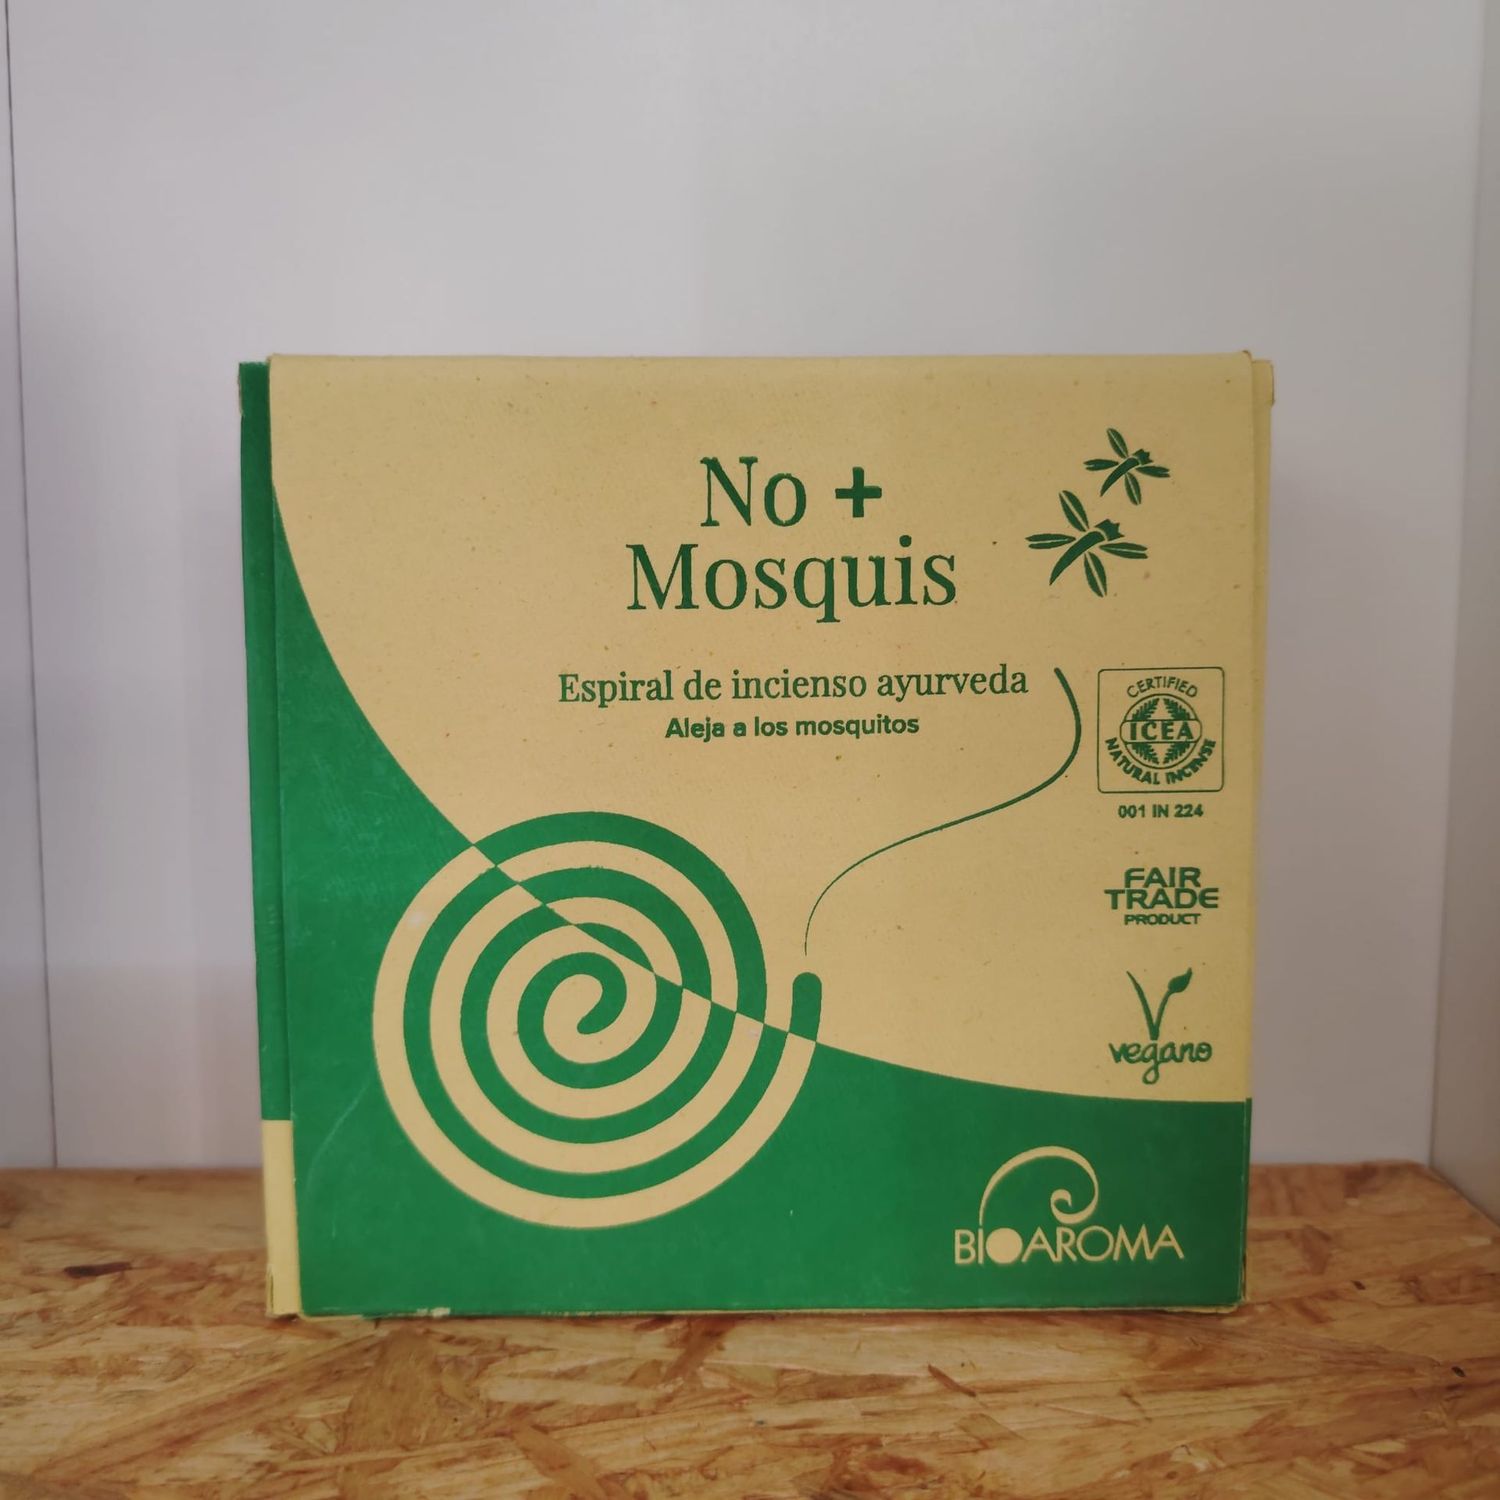 No +
Mosquis
Espiral de incienso ayurveda
Aleja a los mosquitos
CERTIFIED
ICEA
NATURAL INCENSE
001 IN 224
FAIR
TRADE
PRODUCT
vegano
BIOAROMA